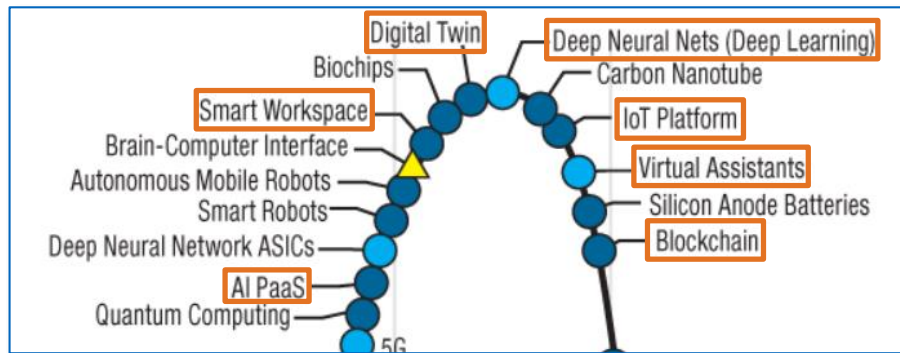 Digital Twin
Deep Neural Nets (Deep Learning)
Biochips
Carbon Nanotube
Smart Workspace
IoT Platform
Brain-Computer Interface
Virtual Assistants
Autonomous Mobile Robots
Silicon Anode Batteries
Smart Robots
Blockchain
Deep Neural Network ASICs
AI PaaS
Quantum Computing
5G